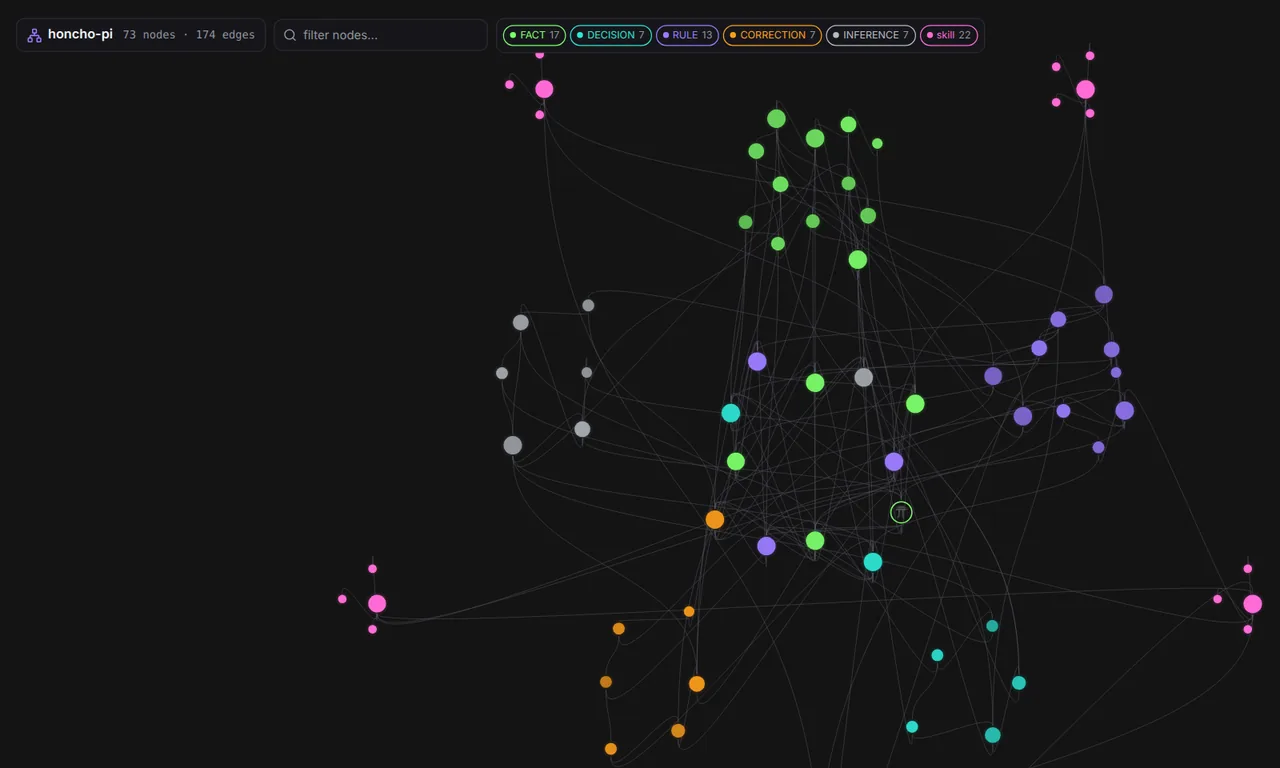 honcho-pi 73 nodes · 174 edges
filter nodes...
FACT 17
DECISION 7
RULE 13
CORRECTION 7
INFERENCE 7
skill 22
π